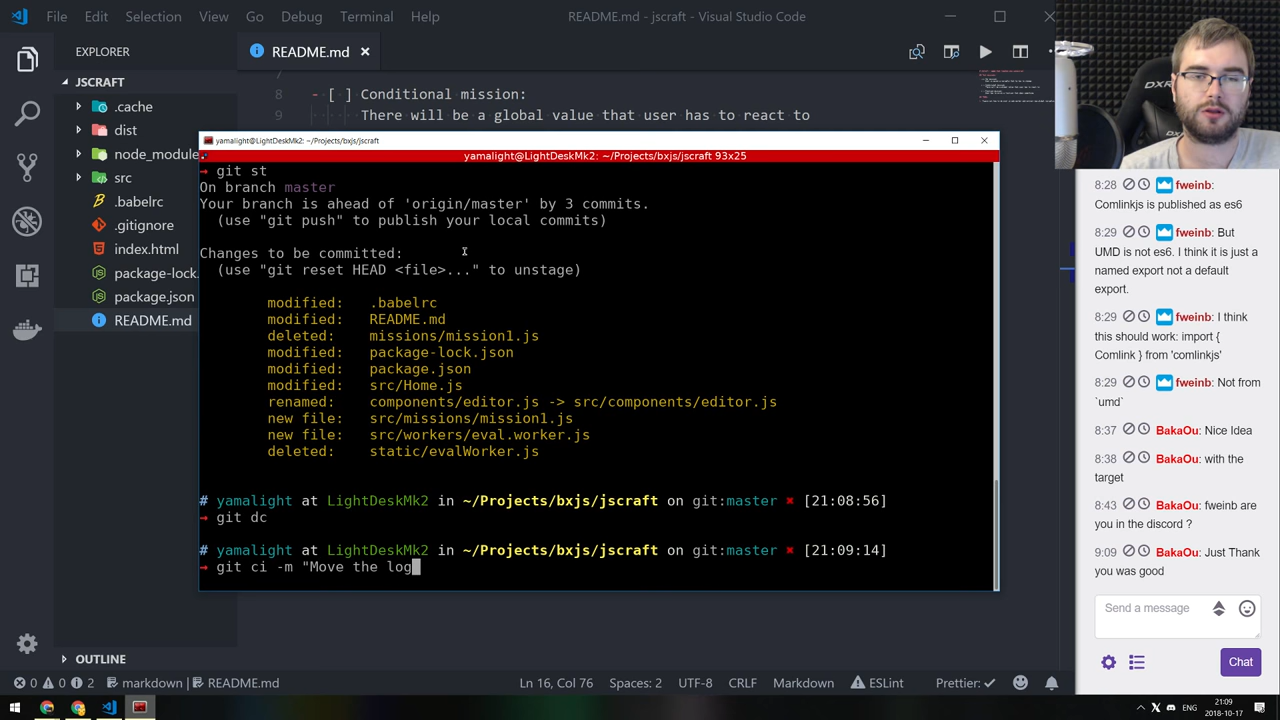 File Edit Selection View Go Debug Terminal Help
README.md - jscraft - Visual Studio Code
EXPLORER
JSCRAFT
.cache
dist
node_module
src
.babelrc
.gitignore
index.html
package-lock.
package.json
README.md
OUTLINE
README.md
8 - [ ] Conditional mission:
9 There will be a global value that user has to react to
yamalight@LightDeskMk2: ~/Projects/bxjs/jscraft
yamalight@LightDeskMk2: ~/Projects/bxjs/jscraft 93x25
→ git st
On branch master
Your branch is ahead of 'origin/master' by 3 commits.
(use "git push" to publish your local commits)
Changes to be committed:
(use "git reset HEAD <file>..." to unstage)
modified: .babelrc
modified: README.md
deleted: missions/mission1.js
modified: package-lock.json
modified: package.json
modified: src/Home.js
renamed: components/editor.js -> src/components/editor.js
new file: src/missions/mission1.js
new file: src/workers/eval.worker.js
deleted: static/evalWorker.js
# yamalight at LightDeskMk2 in ~/Projects/bxjs/jscraft on git:master ✖ [21:08:56]
→ git dc
# yamalight at LightDeskMk2 in ~/Projects/bxjs/jscraft on git:master ✖ [21:09:14]
→ git ci -m "Move the log
DXR
8:28 fweinb:
Comlinkjs is published as es6
8:29 fweinb: But
UMD is not es6. I think it is just a
named export not a default
export.
8:29 fweinb: I think
this should work: import {
Comlink } from 'comlinkjs'
8:29 fweinb: Not from
`umd`
8:37 BakaOu: Nice Idea
8:38 BakaOu: with the
target
8:43 BakaOu: fweinb are
you in the discord ?
9:09 BakaOu: Just Thank
you was good
Send a message
Chat
0 0 2 markdown README.md
Ln 16, Col 76 Spaces: 2 UTF-8 CRLF Markdown ESLint Prettier: ✓
ENG
21:09
2018-10-17